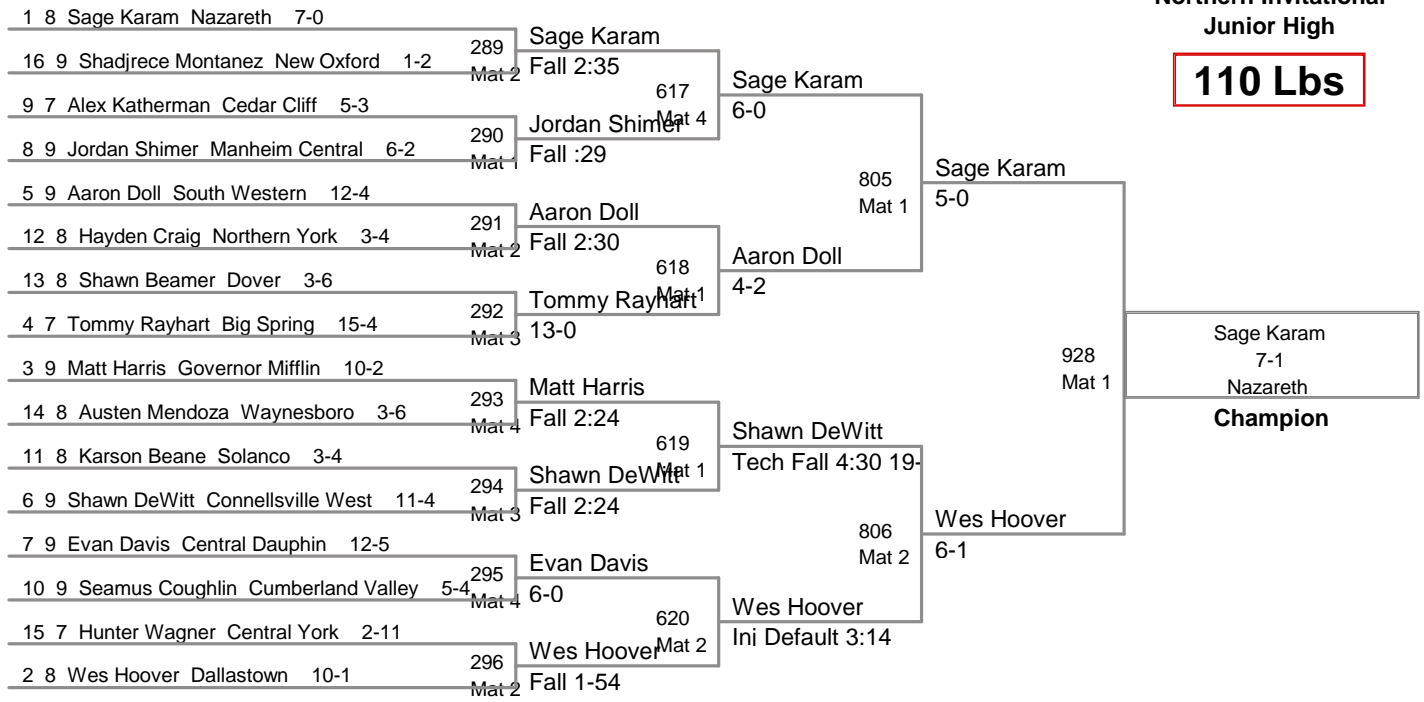 Northern Invitational
Junior High
110 Lbs
1 8 Sage Karam Nazareth 7-0
16 9 Shadjrece Montanez New Oxford 1-2
9 7 Alex Katherman Cedar Cliff 5-3
8 9 Jordan Shimer Manheim Central 6-2
5 9 Aaron Doll South Western 12-4
12 8 Hayden Craig Northern York 3-4
13 8 Shawn Beamer Dover 3-6
4 7 Tommy Rayhart Big Spring 15-4
3 9 Matt Harris Governor Mifflin 10-2
14 8 Austen Mendoza Waynesboro 3-6
11 8 Karson Beane Solanco 3-4
6 9 Shawn DeWitt Connellsville West 11-4
7 9 Evan Davis Central Dauphin 12-5
10 9 Seamus Coughlin Cumberland Valley 5-4
15 7 Hunter Wagner Central York 2-11
2 8 Wes Hoover Dallastown 10-1
289
Mat 2
290
Mat 1
291
Mat 2
292
Mat 3
293
Mat 4
294
Mat 3
295
Mat 4
296
Mat 2
Sage Karam
Fall 2:35
Jordan Shimer
Fall :29
Aaron Doll
Fall 2:30
Tommy Rayhart
13-0
Matt Harris
Fall 2:24
Shawn DeWitt
Fall 2:24
Evan Davis
6-0
Wes Hoover
Fall 1-54
617
Mat 4
618
Mat 1
619
Mat 1
620
Mat 2
Sage Karam
6-0
Aaron Doll
4-2
Shawn DeWitt
Tech Fall 4:30 19-
Wes Hoover
Inj Default 3:14
805
Mat 1
806
Mat 2
Sage Karam
5-0
Wes Hoover
6-1
928
Mat 1
Sage Karam
7-1
Nazareth
Champion